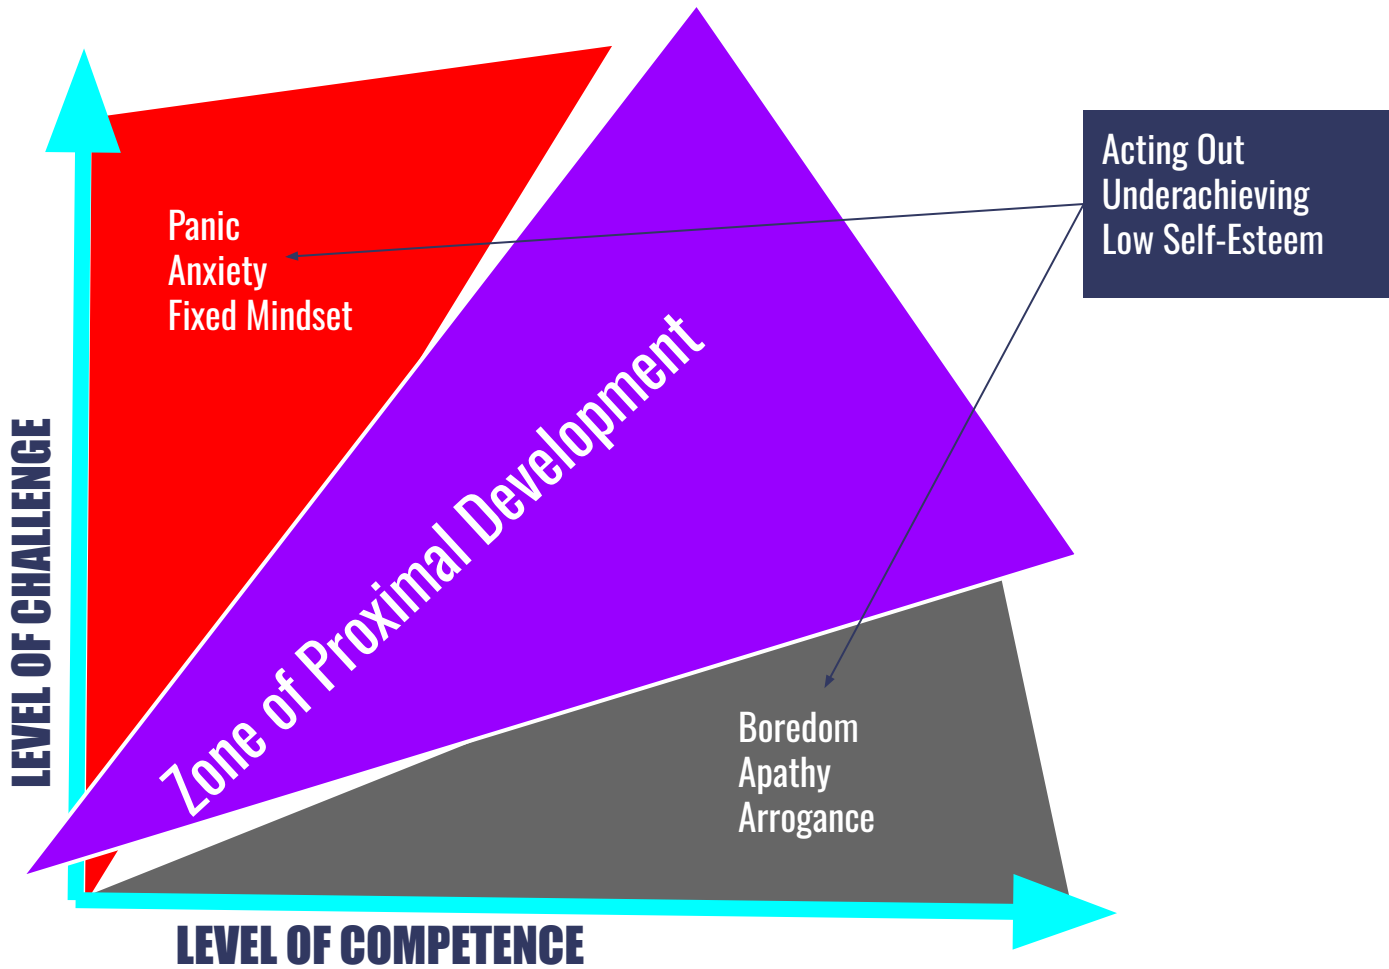 Acting Out
Underachieving
Low Self-Esteem
Panic
Anxiety
Fixed Mindset
Zone of Proximal Development
LEVEL OF CHALLENGE
Boredom
Apathy
Arrogance
LEVEL OF COMPETENCE